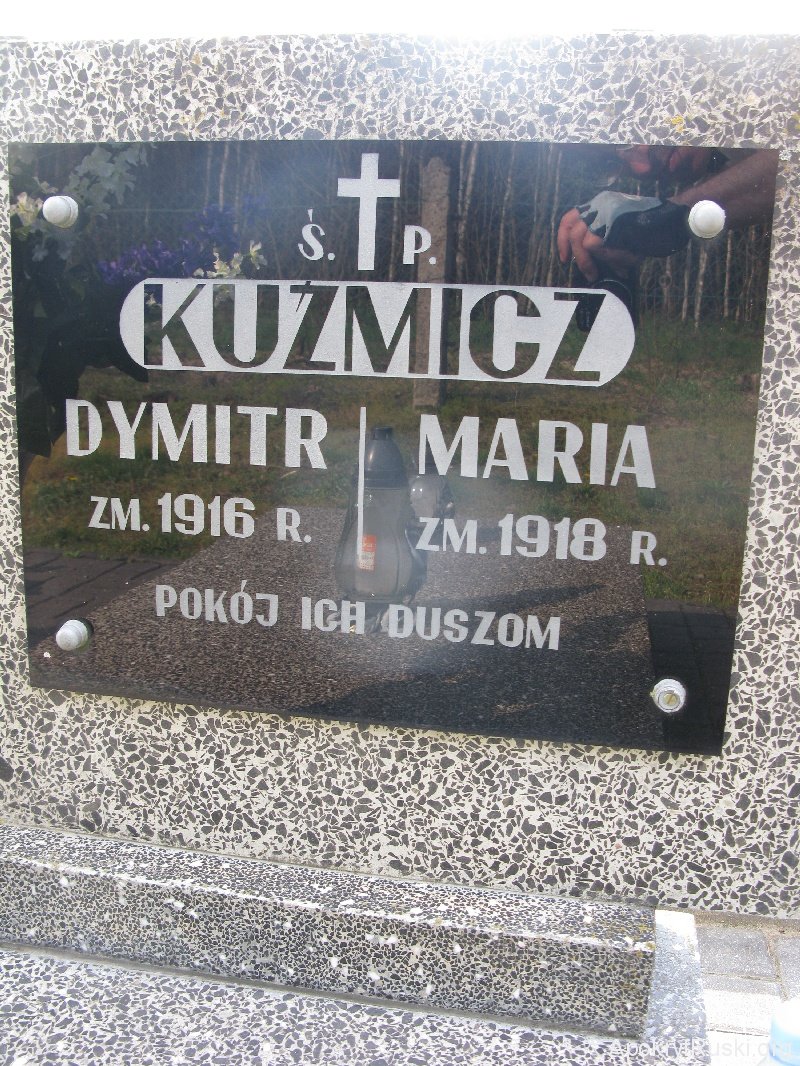 Ś. P.
KUŹMICZ
DYMITR MARIA
ZM. 1916 R. ZM. 1918 R.
POKÓJ ICH DUSZOM